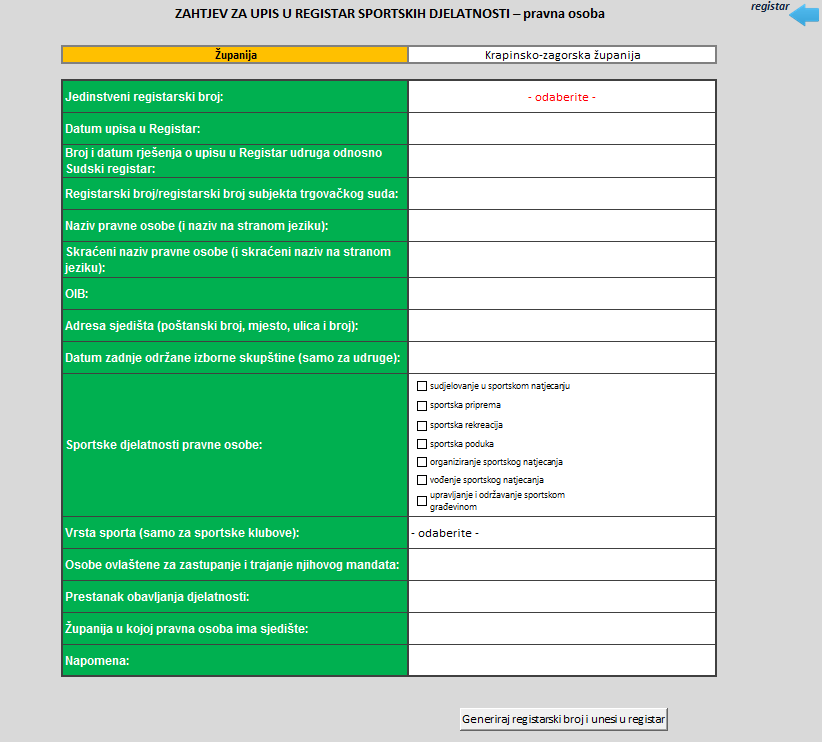 registar
ZAHTJEV ZA UPIS U REGISTAR SPORTSKIH DJELATNOSTI – pravna osoba
Županija
Krapinsko-zagorska županija
Jedinstveni registarski broj:
- odaberite -
Datum upisa u Registar:
Broj i datum rješenja o upisu u Registar udruga odnosno
Sudski registar:
Registarski broj/registarski broj subjekta trgovačkog suda:
Naziv pravne osobe (i naziv na stranom jeziku):
Skraćeni naziv pravne osobe (i skraćeni naziv na stranom
jeziku):
OIB:
Adresa sjedišta (poštanski broj, mjesto, ulica i broj):
Datum zadnje održane izborne skupštine (samo za udruge):
Sportske djelatnosti pravne osobe:
sudjelovanje u sportskom natjecanju
sportska priprema
sportska rekreacija
sportska poduka
organiziranje sportskog natjecanja
vođenje sportskog natjecanja
upravljanje i održavanje sportskom
građevinom
Vrsta sporta (samo za sportske klubove):
- odaberite -
Osobe ovlaštene za zastupanje i trajanje njihovog mandata:
Prestanak obavljanja djelatnosti:
Županija u kojoj pravna osoba ima sjedište:
Napomena:
Generiraj registarski broj i unesi u registar